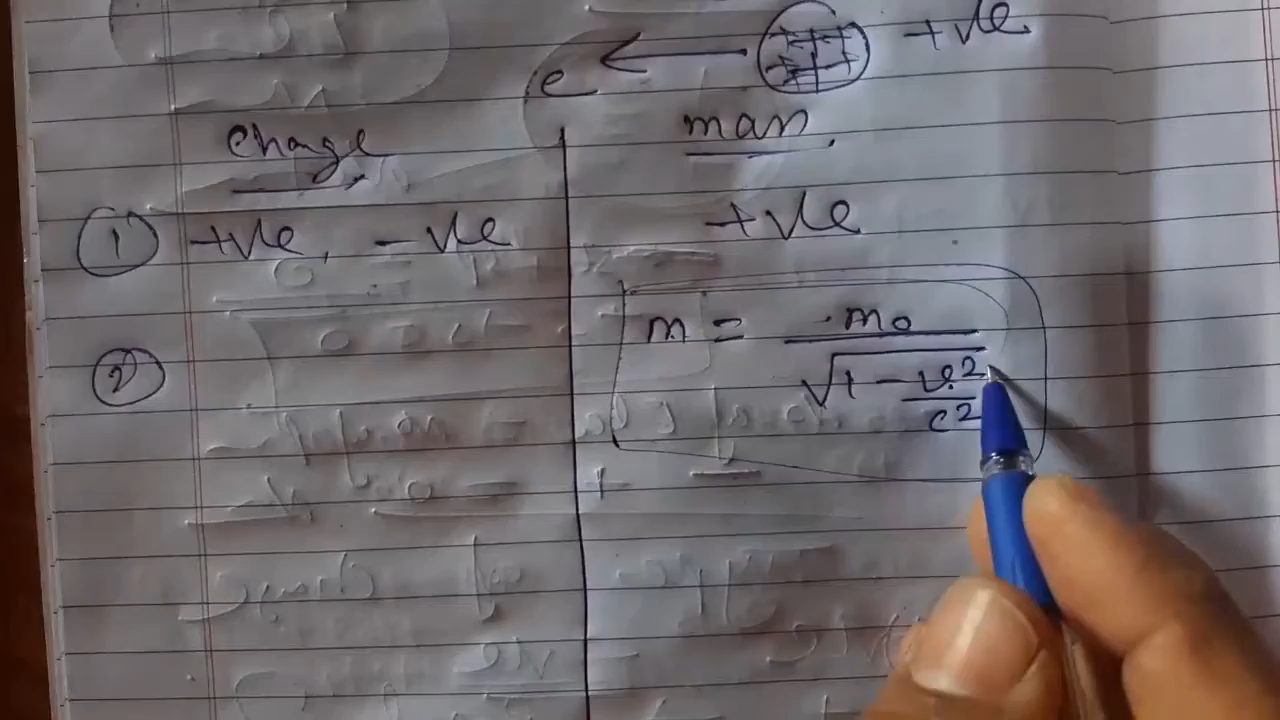 e ← +ve
charge mass.
① +ve, -ve +ve
② m = m₀ / √1 - v²/c²